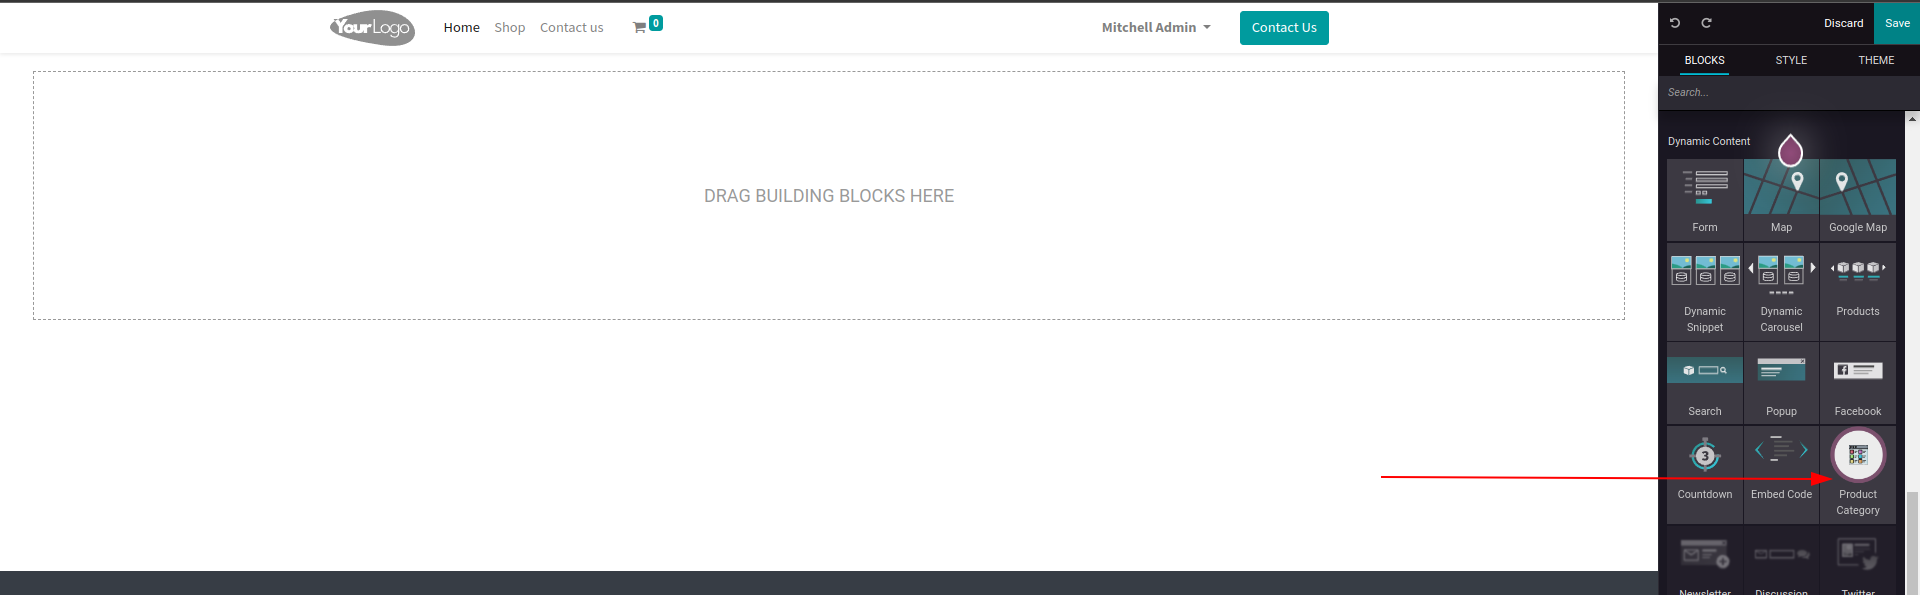 YourLogo
Home Shop Contact us 0
Mitchell Admin
Contact Us
Discard Save
BLOCKS STYLE THEME
Search...
DRAG BUILDING BLOCKS HERE
Dynamic Content
Form Map Google Map
Dynamic Snippet
Dynamic Carousel
Products
Search Popup Facebook
3
Countdown Embed Code
Product Category
Newsletter Discussion Twitter